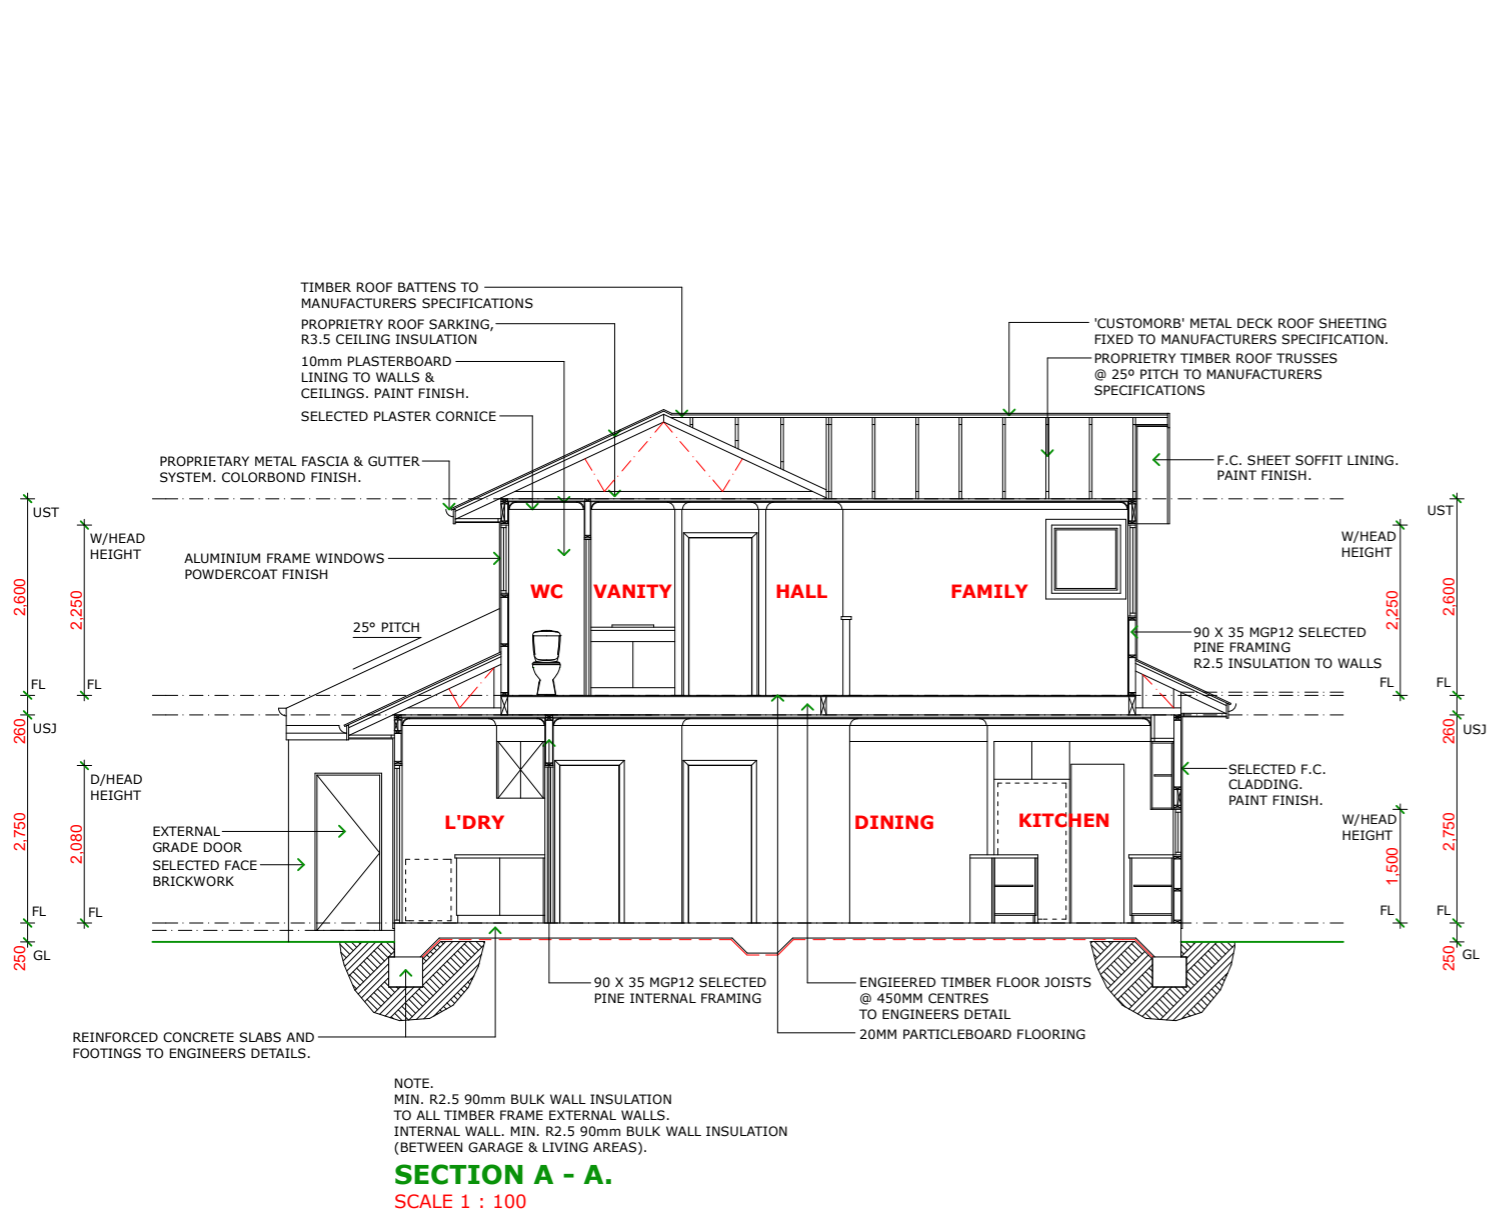 TIMBER ROOF BATTENS TO
MANUFACTURERS SPECIFICATIONS
PROPRIETRY ROOF SARKING,
R3.5 CEILING INSULATION
10mm PLASTERBOARD
LINING TO WALLS &
CEILINGS. PAINT FINISH.
SELECTED PLASTER CORNICE
'CUSTOMORB' METAL DECK ROOF SHEETING
FIXED TO MANUFACTURERS SPECIFICATION.
PROPRIETRY TIMBER ROOF TRUSSES
@ 25º PITCH TO MANUFACTURERS
SPECIFICATIONS
PROPRIETARY METAL FASCIA & GUTTER
SYSTEM. COLORBOND FINISH.
F.C. SHEET SOFFIT LINING.
PAINT FINISH.
UST
W/HEAD
HEIGHT
2,600
2,250
FL
FL
ALUMINIUM FRAME WINDOWS
POWDERCOAT FINISH
25º PITCH
WC
VANITY
HALL
FAMILY
UST
W/HEAD
HEIGHT
2,250
2,600
FL
FL
90 X 35 MGP12 SELECTED
PINE FRAMING
R2.5 INSULATION TO WALLS
260
USJ
260
USJ
D/HEAD
HEIGHT
2,750
2,080
FL
FL
EXTERNAL
GRADE DOOR
SELECTED FACE
BRICKWORK
L'DRY
DINING
KITCHEN
SELECTED F.C.
CLADDING.
PAINT FINISH.
W/HEAD
HEIGHT
1,500
2,750
FL
FL
250
GL
250
GL
90 X 35 MGP12 SELECTED
PINE INTERNAL FRAMING
ENGIEERED TIMBER FLOOR JOISTS
@ 450MM CENTRES
TO ENGINEERS DETAIL
20MM PARTICLEBOARD FLOORING
REINFORCED CONCRETE SLABS AND
FOOTINGS TO ENGINEERS DETAILS.
NOTE.
MIN. R2.5 90mm BULK WALL INSULATION
TO ALL TIMBER FRAME EXTERNAL WALLS.
INTERNAL WALL. MIN. R2.5 90mm BULK WALL INSULATION
(BETWEEN GARAGE & LIVING AREAS).
SECTION A - A.
SCALE 1 : 100